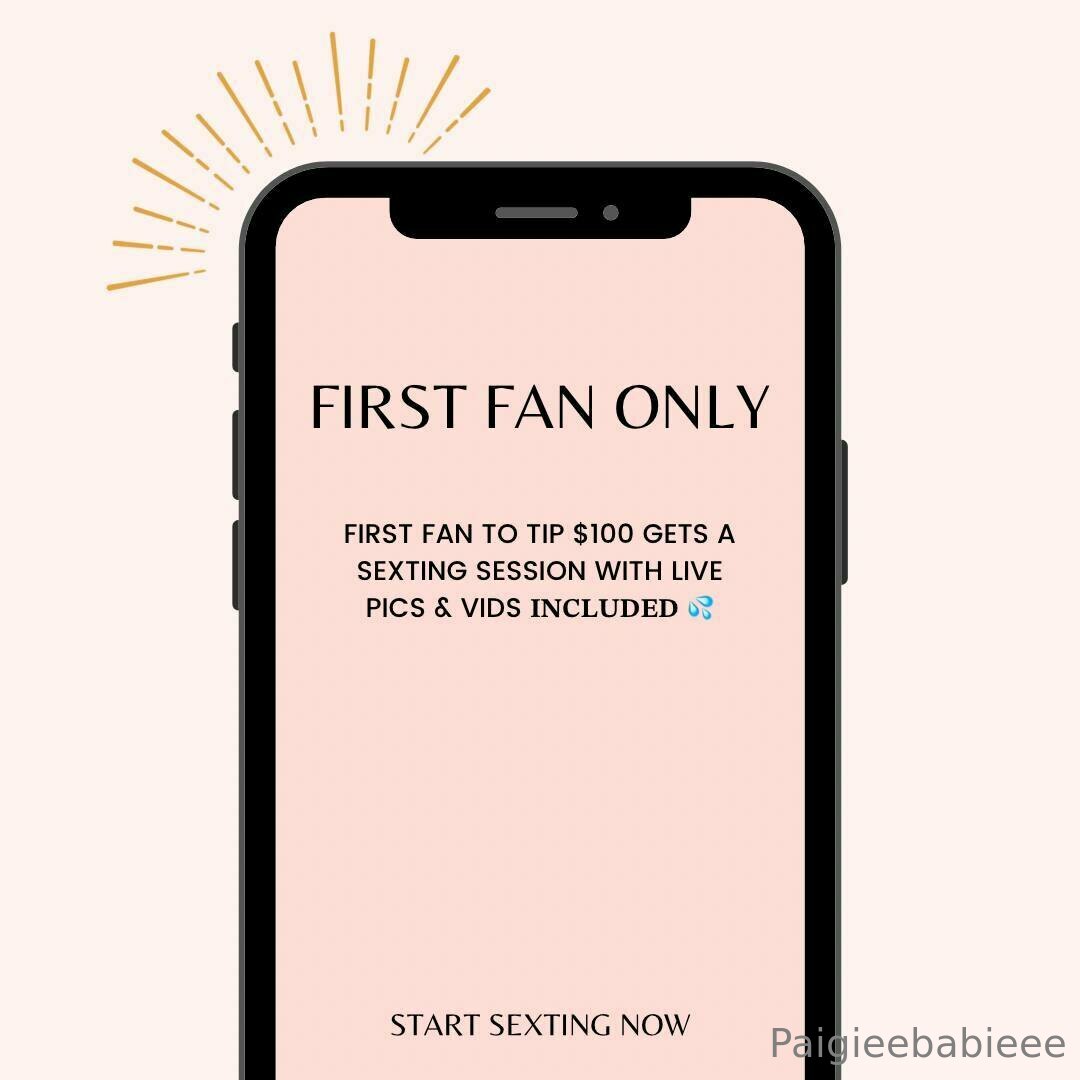 FIRST FAN ONLY
FIRST FAN TO TIP $100 GETS A
SEXTING SESSION WITH LIVE
PICS & VIDS INCLUDED 💦
START SEXTING NOW
Paigieebabieee